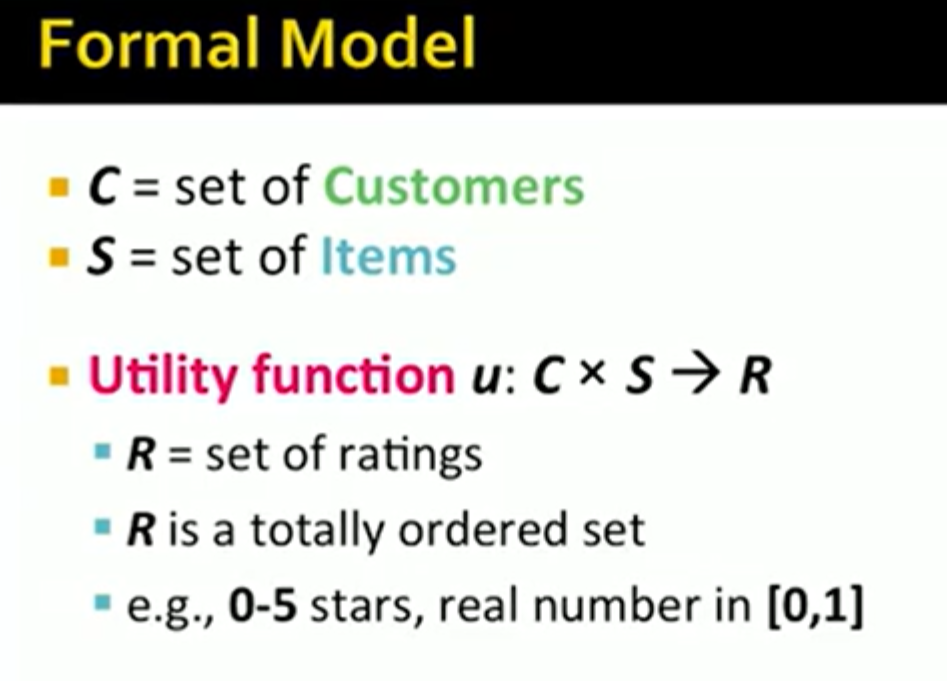 Formal Model
▪ C = set of Customers
▪ S = set of Items
▪ Utility function u: C × S → R
▪ R = set of ratings
▪ R is a totally ordered set
▪ e.g., 0-5 stars, real number in [0,1]